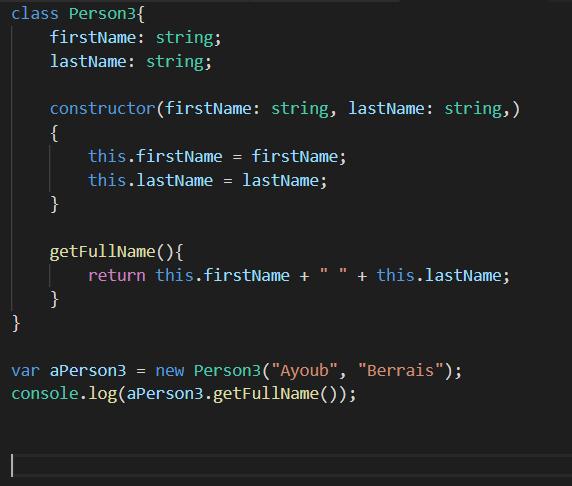 class Person3{
    firstName: string;
    lastName: string;

    constructor(firstName: string, lastName: string,)
    {
        this.firstName = firstName;
        this.lastName = lastName;
    }

    getFullName(){
        return this.firstName + " " + this.lastName;
    }
}

var aPerson3 = new Person3("Ayoub", "Berrais");
console.log(aPerson3.getFullName());